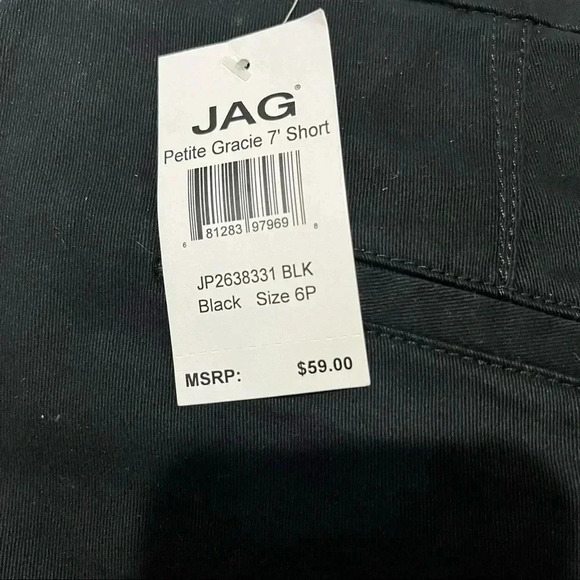 JAG®
Petite Gracie 7' Short
6 81283 97969 8
JP2638331 BLK
Black Size 6P
MSRP: $59.00